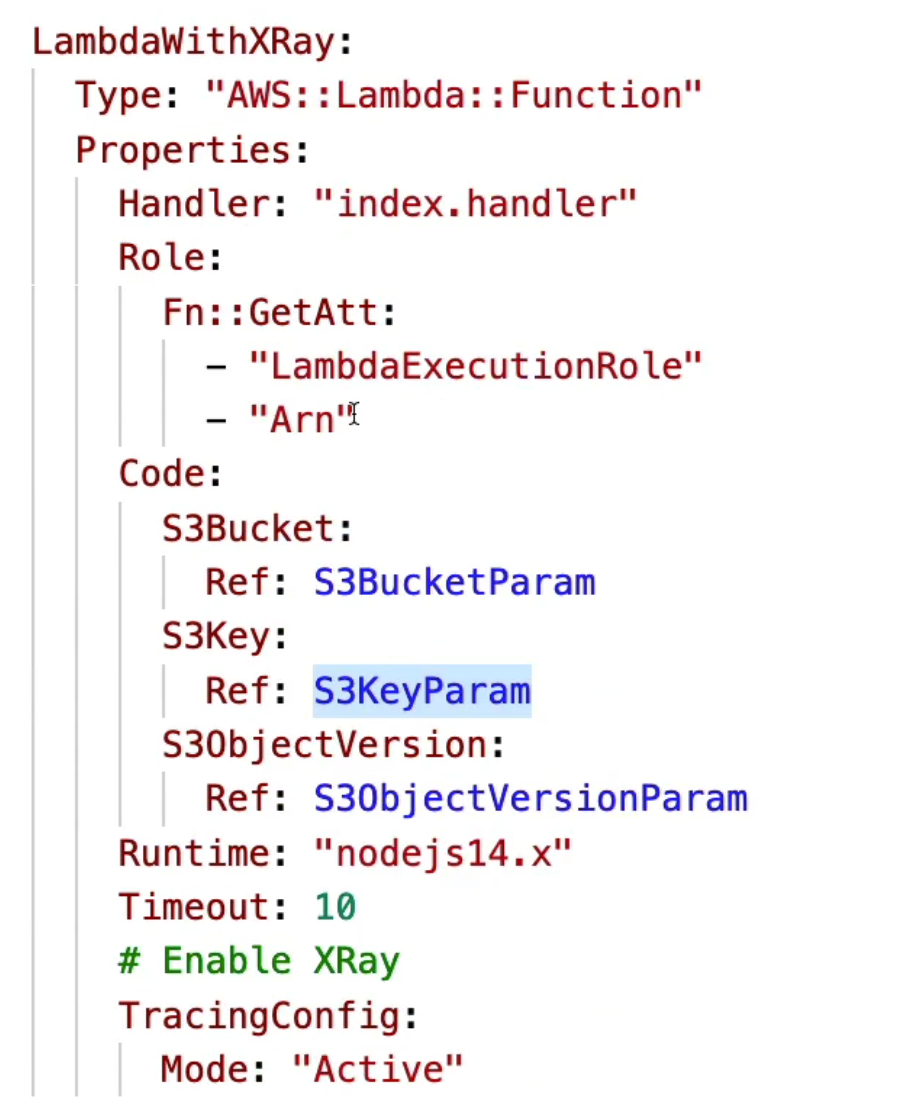 LambdaWithXRay:
  Type: "AWS::Lambda::Function"
  Properties:
    Handler: "index.handler"
    Role:
      Fn::GetAtt:
        - "LambdaExecutionRole"
        - "Arn"
    Code:
      S3Bucket:
        Ref: S3BucketParam
      S3Key:
        Ref: S3KeyParam
      S3ObjectVersion:
        Ref: S3ObjectVersionParam
    Runtime: "nodejs14.x"
    Timeout: 10
    # Enable XRay
    TracingConfig:
      Mode: "Active"